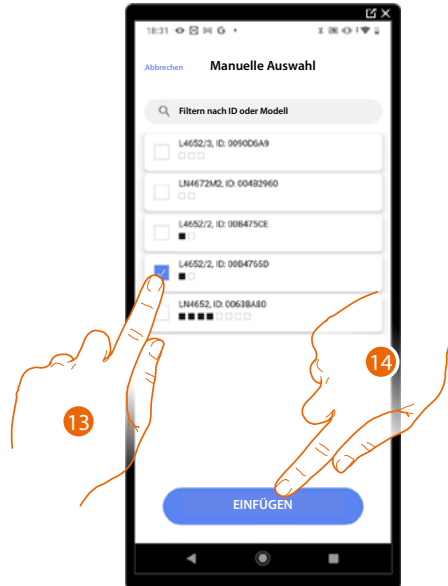 18:31 G
Abbrechen Manuelle Auswahl
Filtern nach ID oder Modell
L4652/3, ID: 0090D6A9
LN4672M2, ID: 00482960
L4652/2, ID: 00B475CE
L4652/2, ID: 00B4755D
LN4652, ID: 0063BA80
13
14
EINFÜGEN